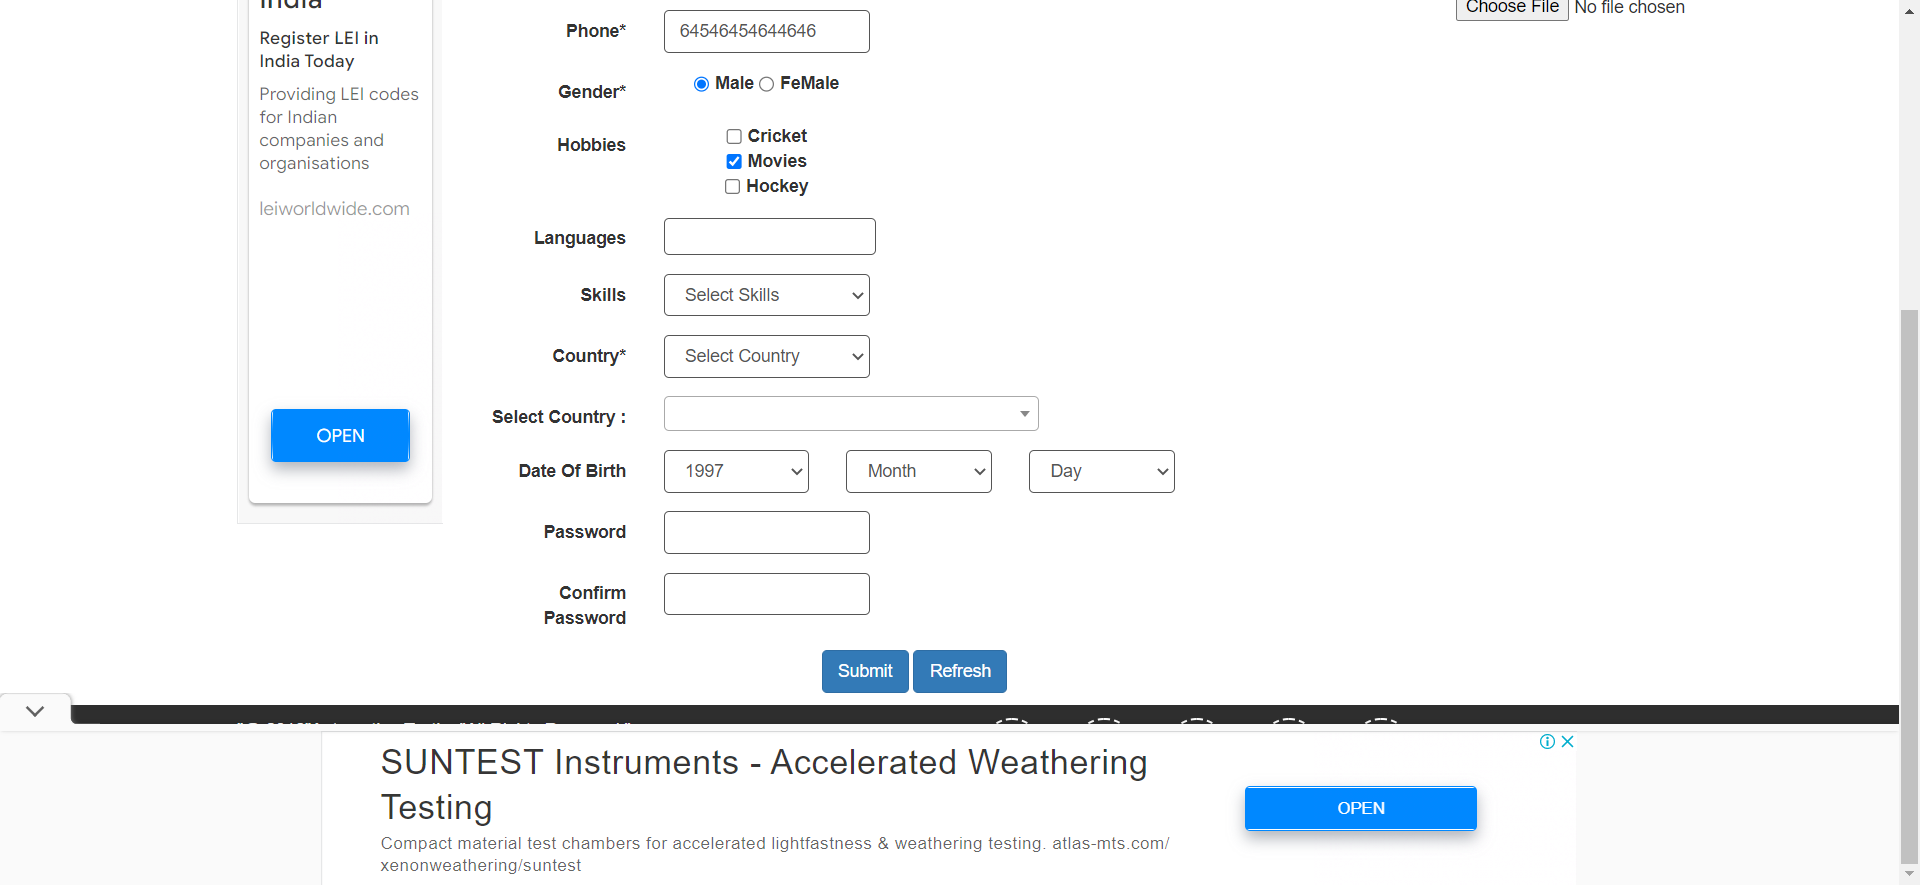 India
Register LEI in
India Today
Providing LEI codes
for Indian
companies and
organisations
leiworldwide.com
OPEN
Phone*
64546454644646
Gender*
Male FeMale
Hobbies
Cricket
Movies
Hockey
Languages
Skills
Select Skills
Country*
Select Country
Select Country :
Date Of Birth
1997 Month Day
Password
Confirm
Password
Submit Refresh
Choose File No file chosen
SUNTEST Instruments - Accelerated Weathering
Testing
Compact material test chambers for accelerated lightfastness & weathering testing. atlas-mts.com/
xenonweathering/suntest
OPEN